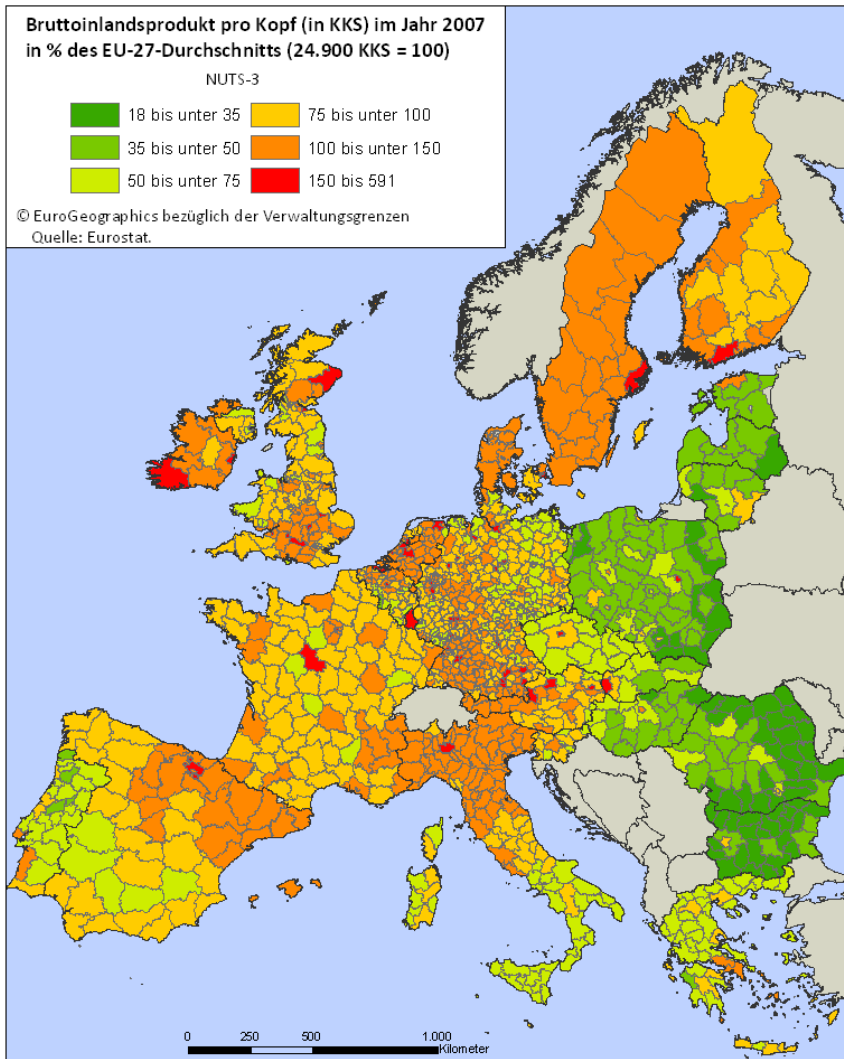 Bruttoinlandsprodukt pro Kopf (in KKS) im Jahr 2007
in % des EU-27-Durchschnitts (24.900 KKS = 100)
NUTS-3
18 bis unter 35
75 bis unter 100
35 bis unter 50
100 bis unter 150
50 bis unter 75
150 bis 591
© EuroGeographics bezüglich der Verwaltungsgrenzen
Quelle: Eurostat.
0 250 500 1.000
Kilometer